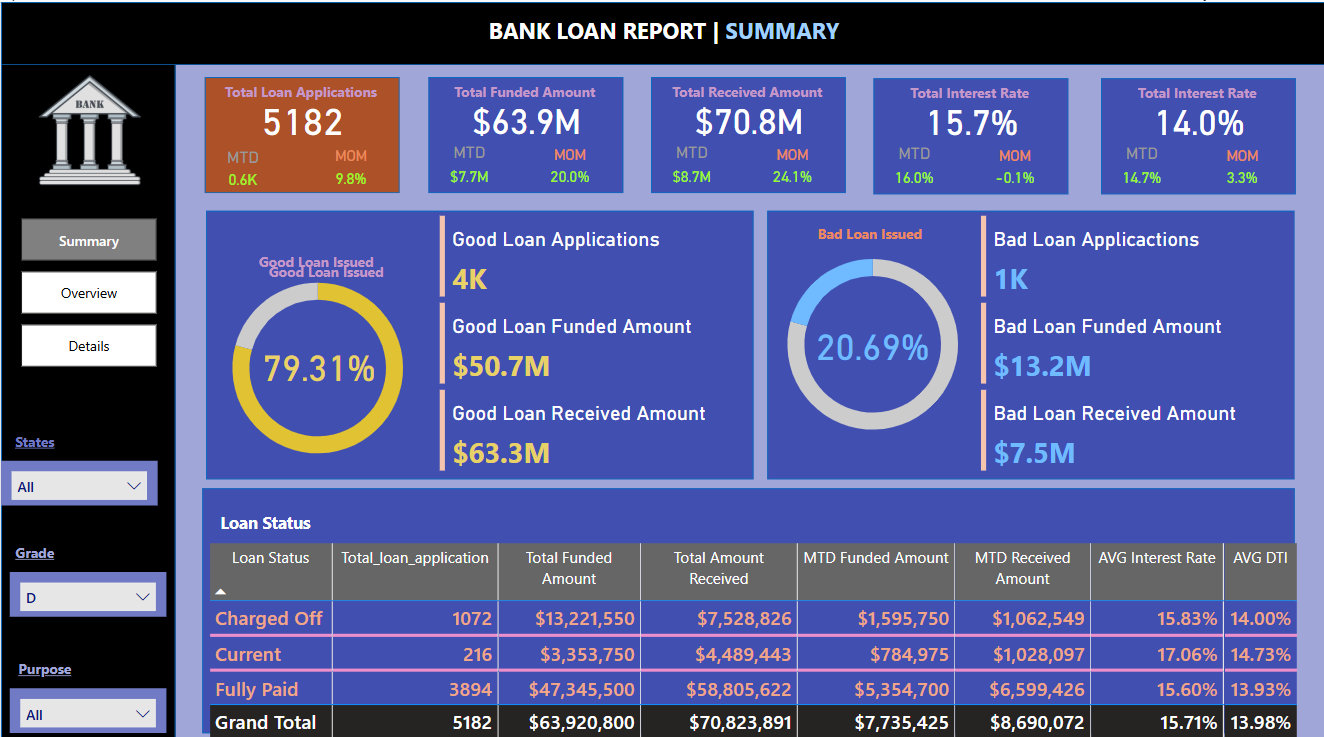 BANK LOAN REPORT | SUMMARY
BANK
Summary
Overview
Details
States
All
Grade
D
Purpose
All
Total Loan Applications
5182
MTD MOM
0.6K 9.8%
Total Funded Amount
$63.9M
MTD MOM
$7.7M 20.0%
Total Received Amount
$70.8M
MTD MOM
$8.7M 24.1%
Total Interest Rate
15.7%
MTD MOM
16.0% -0.1%
Total Interest Rate
14.0%
MTD MOM
14.7% 3.3%
Good Loan Issued
Good Loan Issued
79.31%
Good Loan Applications
4K
Good Loan Funded Amount
$50.7M
Good Loan Received Amount
$63.3M
Bad Loan Issued
20.69%
Bad Loan Applicactions
1K
Bad Loan Funded Amount
$13.2M
Bad Loan Received Amount
$7.5M
Loan Status
Loan Status Total_loan_application Total Funded Amount Total Amount Received MTD Funded Amount MTD Received Amount AVG Interest Rate AVG DTI
Charged Off 1072 $13,221,550 $7,528,826 $1,595,750 $1,062,549 15.83% 14.00%
Current 216 $3,353,750 $4,489,443 $784,975 $1,028,097 17.06% 14.73%
Fully Paid 3894 $47,345,500 $58,805,622 $5,354,700 $6,599,426 15.60% 13.93%
Grand Total 5182 $63,920,800 $70,823,891 $7,735,425 $8,690,072 15.71% 13.98%